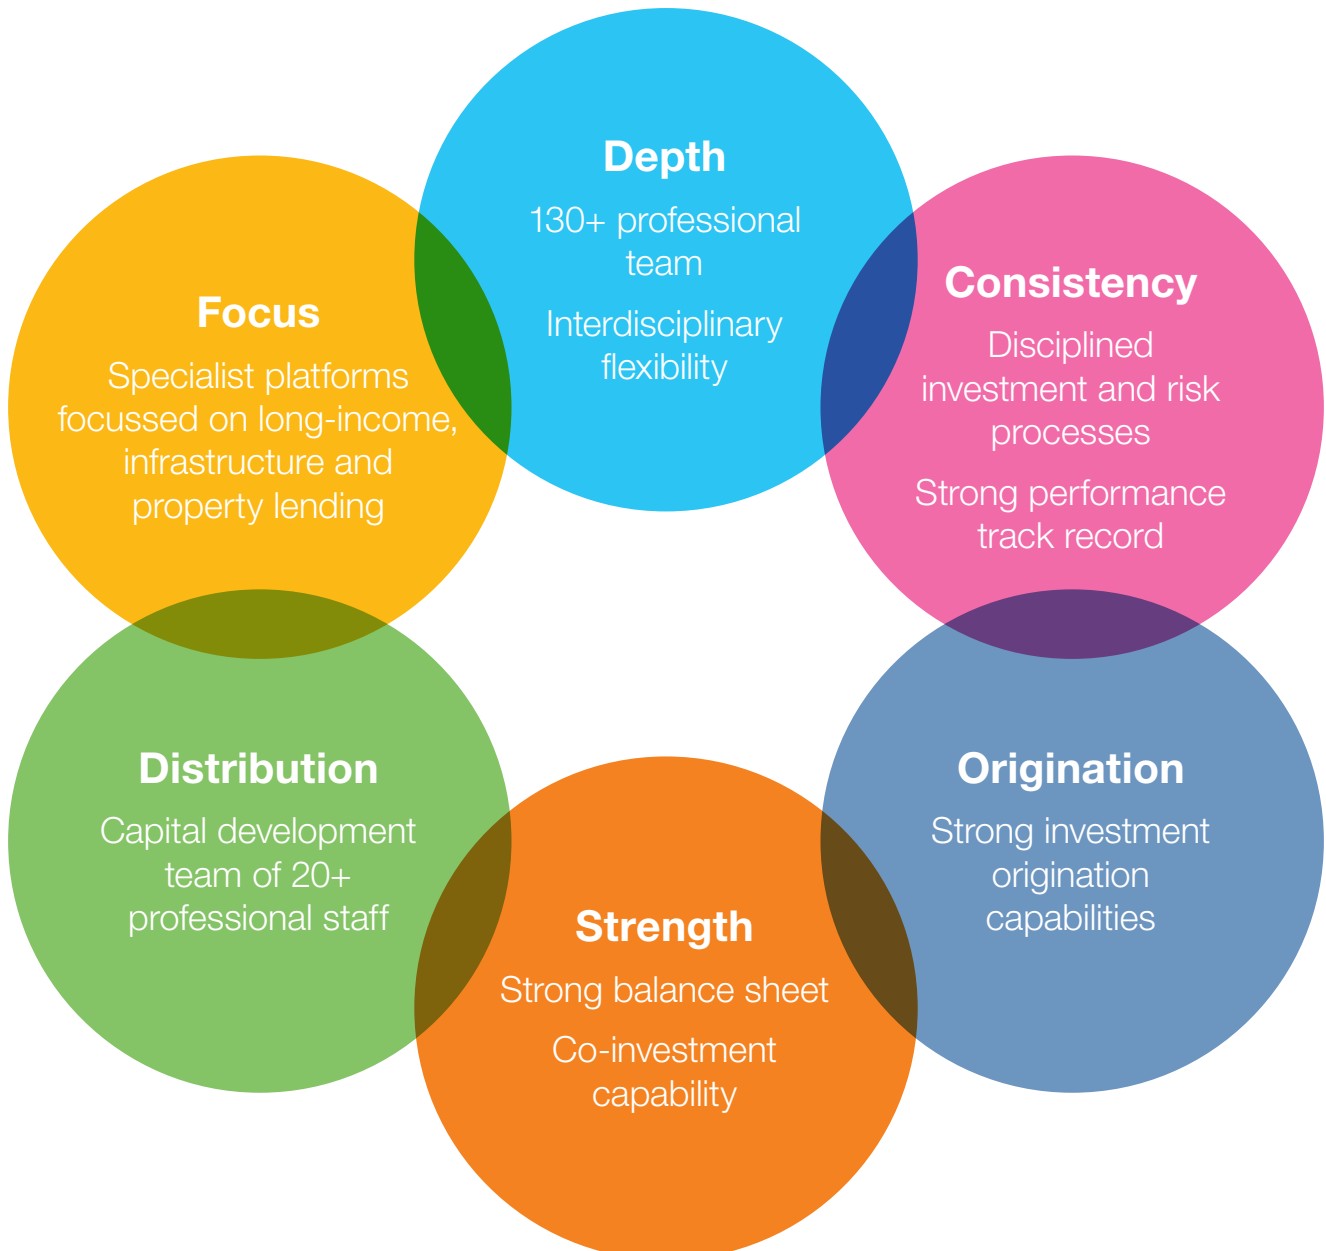 Depth
130+ professional
team
Interdisciplinary
flexibility
Consistency
Disciplined
investment and risk
processes
Strong performance
track record
Origination
Strong investment
origination
capabilities
Strength
Strong balance sheet
Co-investment
capability
Distribution
Capital development
team of 20+
professional staff
Focus
Specialist platforms
focussed on long-income,
infrastructure and
property lending